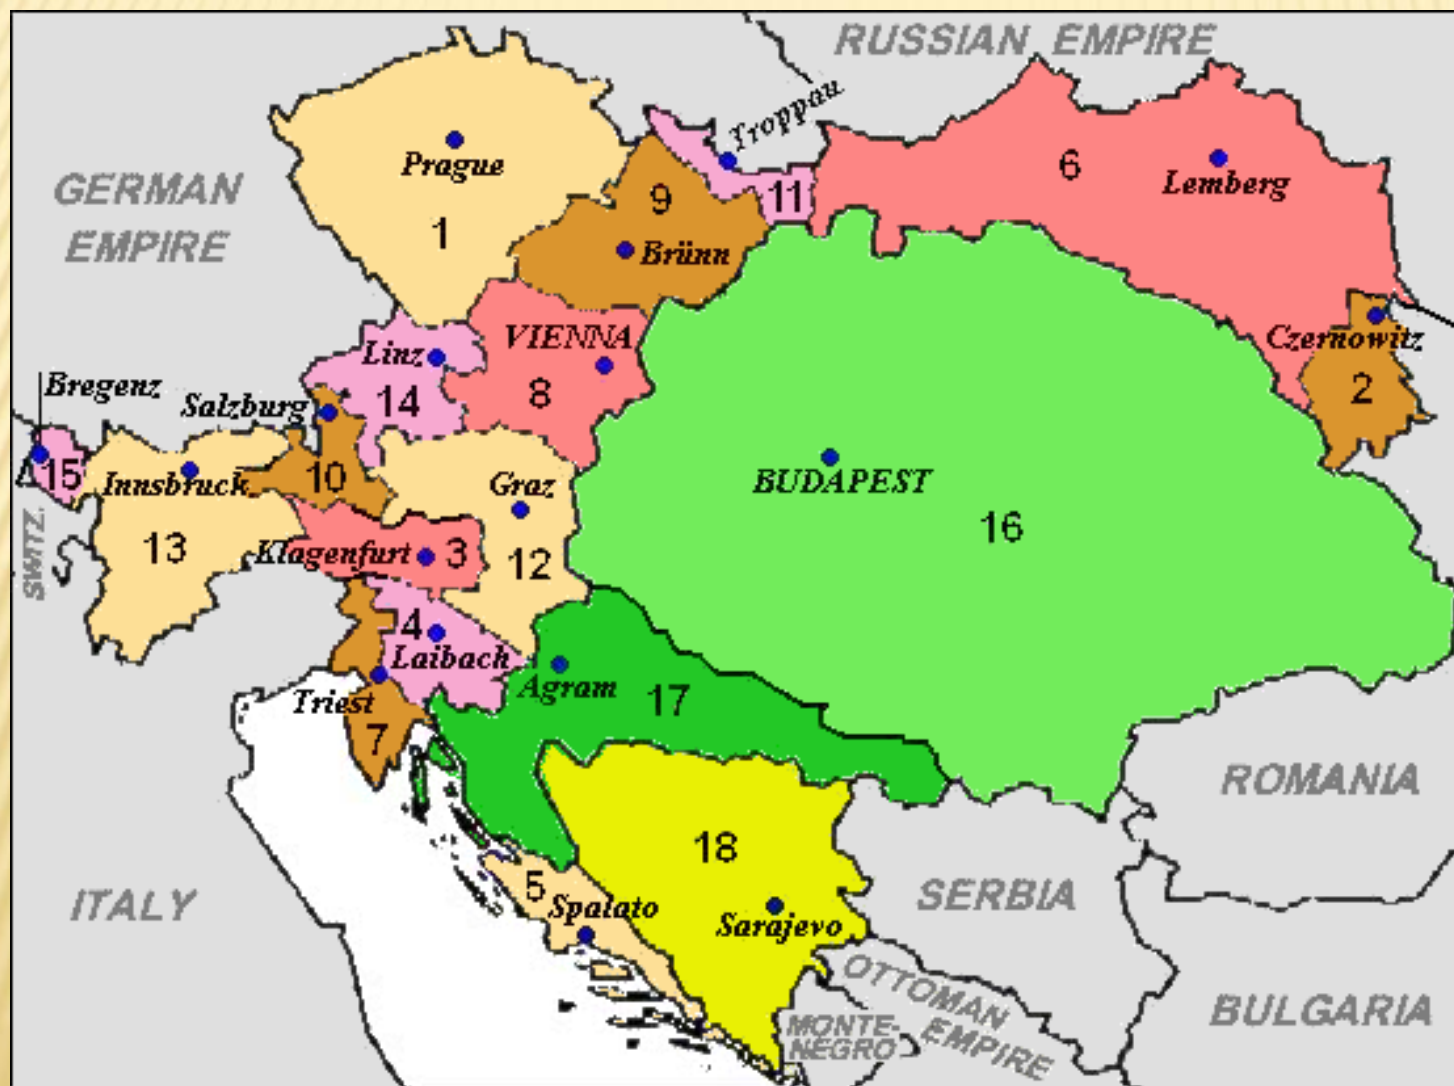 RUSSIAN EMPIRE
Troppau
Prague
6
Lemberg
GERMAN
EMPIRE
1
9
11
Brünn
Linz
VIENNA
Czernowitz
Bregenz
Salzburg
14
8
2
15
Innsbruck
10
Graz
BUDAPEST
16
SWITZ.
13
Klagenfurt
3
12
4
Laibach
Agram
17
Triest
7
ROMANIA
18
5
Spalato
Sarajevo
ITALY
SERBIA
OTTOMAN
EMPIRE
MONTE-
NEGRO
BULGARIA